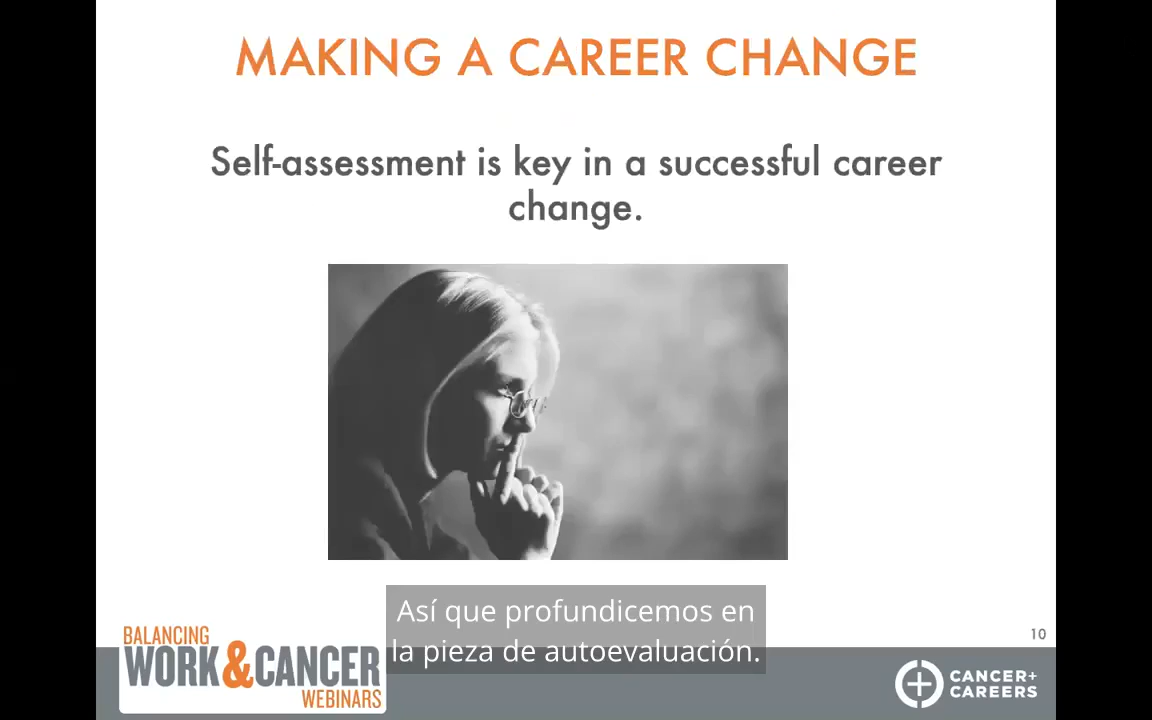 MAKING A CAREER CHANGE
Self-assessment is key in a successful career
change.
Así que profundicemos en
la pieza de autoevaluación.
10
BALANCING
WORK & CANCER
WEBINARS
CANCER+
CAREERS